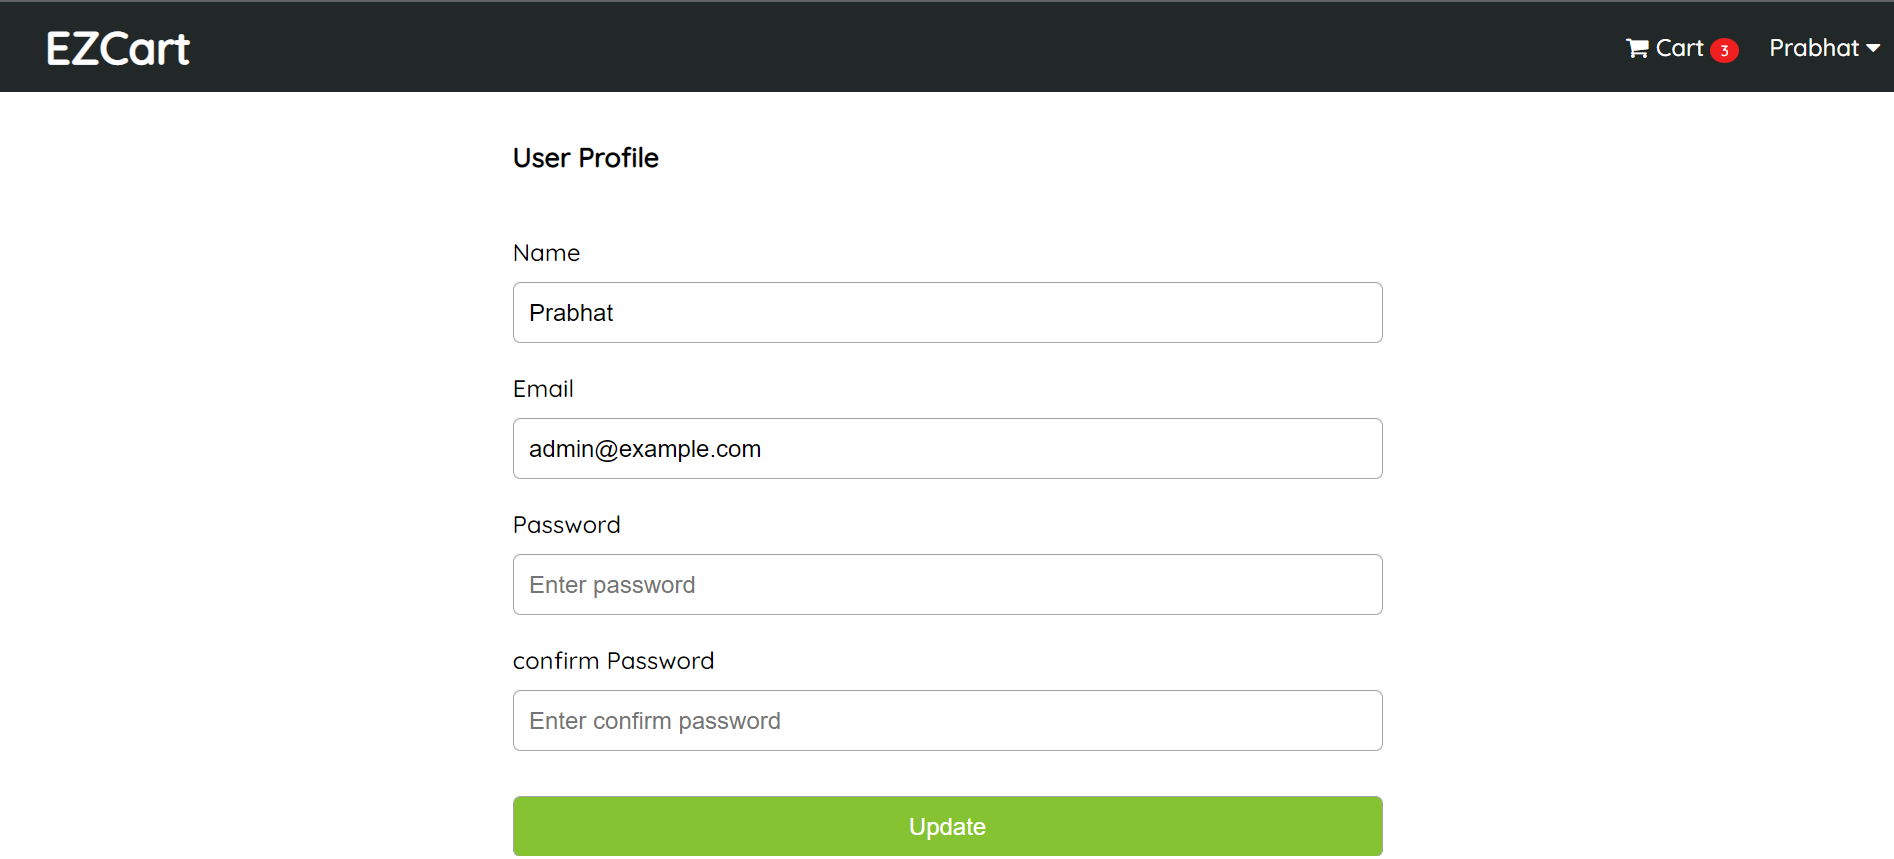 EZCart Cart 3 Prabhat
User Profile
Name
Prabhat
Email
admin@example.com
Password
Enter password
confirm Password
Enter confirm password
Update